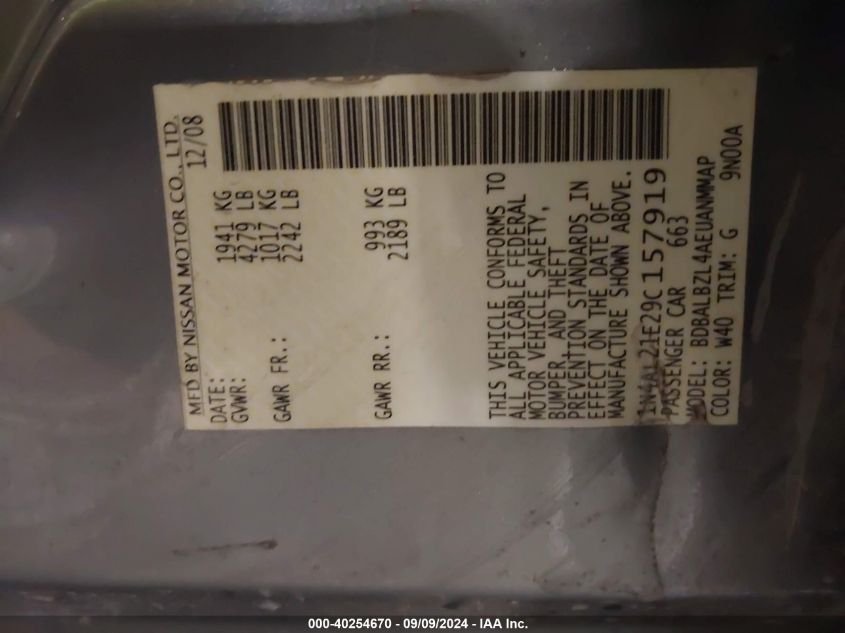 MFD BY NISSAN MOTOR CO., LTD.
DATE: 12/08
GVWR: 1941 KG
4279 LB
GAWR FR.: 1017 KG
2242 LB
GAWR RR.: 993 KG
2189 LB
THIS VEHICLE CONFORMS TO
ALL APPLICABLE FEDERAL
MOTOR VEHICLE SAFETY,
BUMPER, AND THEFT
PREVENTION STANDARDS IN
EFFECT ON THE DATE OF
MANUFACTURE SHOWN ABOVE.
1N4AL21E29C157919
PASSENGER CAR 663
MODEL: BDBALBZL4AEUANMMAP
COLOR: W40 TRIM: G 9N00A
000-40254670 - 09/09/2024 - IAA Inc.